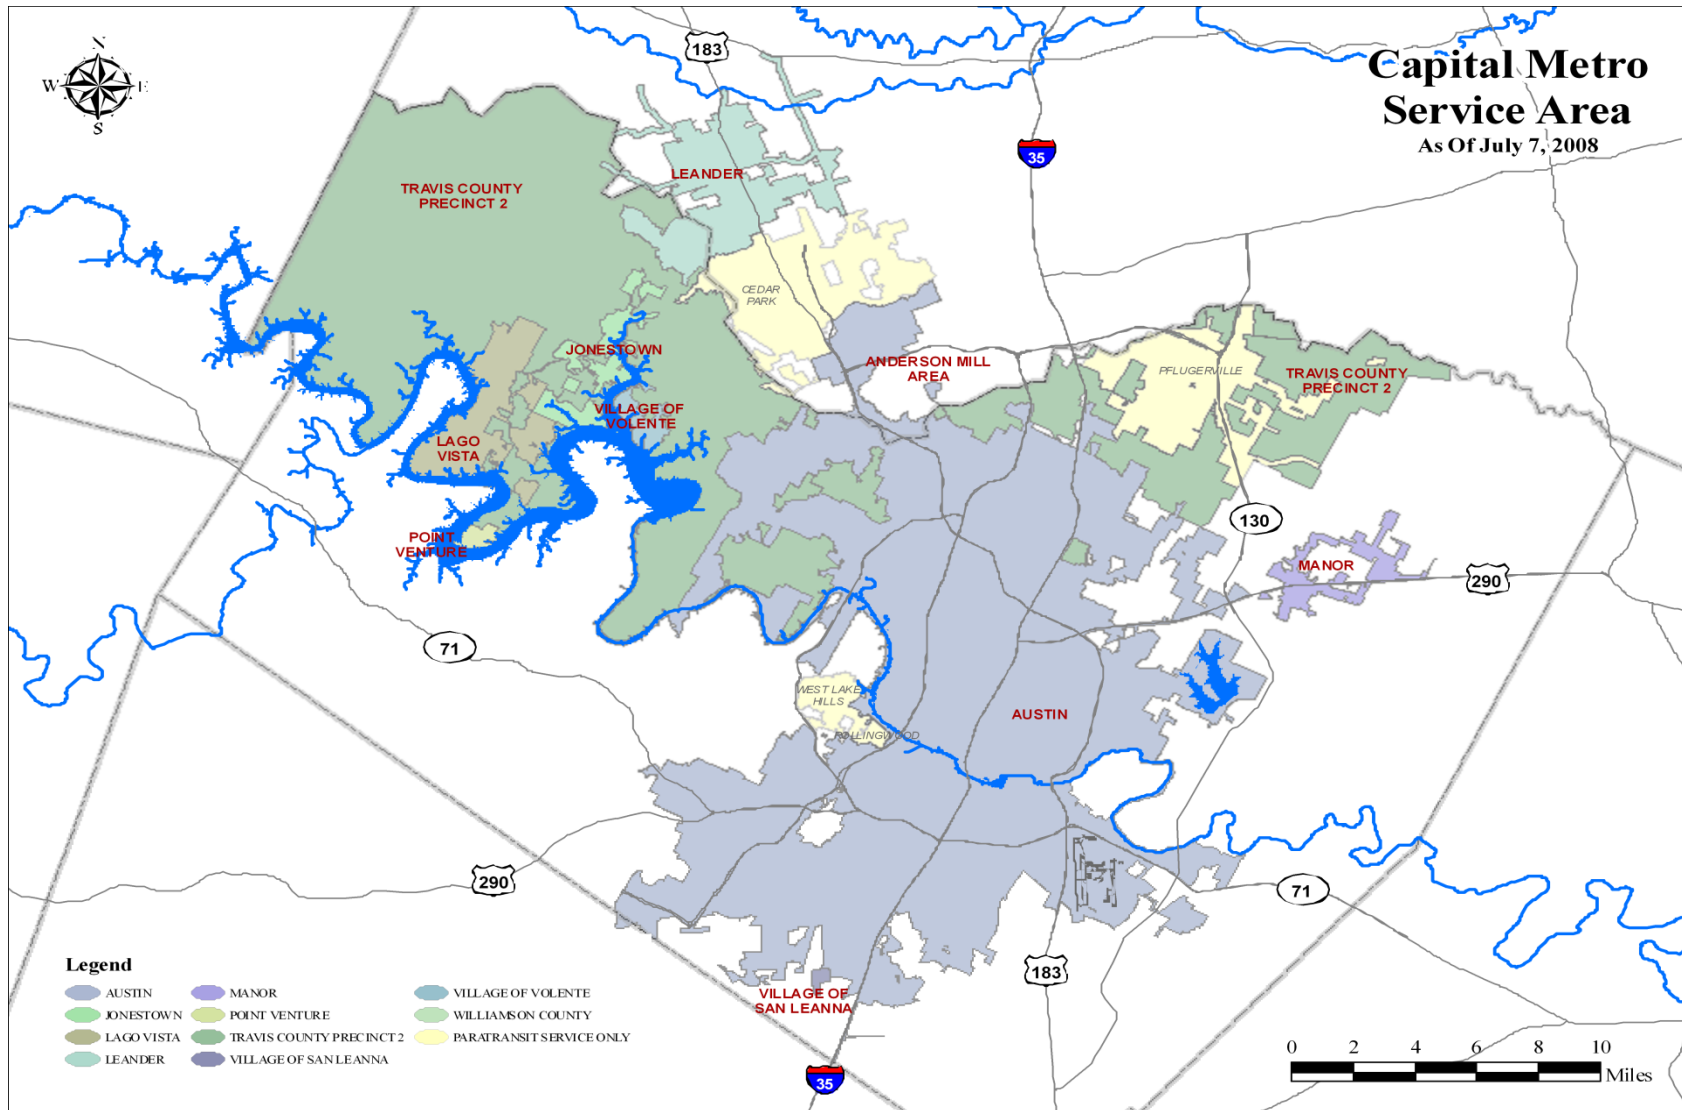 Capital Metro
Service Area
As Of July 7, 2008
N
W E
S
183
35
LEANDER
TRAVIS COUNTY
PRECINCT 2
CEDAR
PARK
JONESTOWN
ANDERSON MILL
AREA
PFLUGERVILLE
TRAVIS COUNTY
PRECINCT 2
VILLAGE OF
VOLENTE
LAGO
VISTA
POINT
VENTURE
130
MANOR
290
71
WEST LAKE
HILLS
ROLLINGWOOD
AUSTIN
290
71
183
VILLAGE OF
SAN LEANNA
35
Legend
AUSTIN
JONESTOWN
LAGO VISTA
LEANDER
MANOR
POINT VENTURE
TRAVIS COUNTY PRECINCT 2
VILLAGE OF SAN LEANNA
VILLAGE OF VOLENTE
WILLIAMSON COUNTY
PARATRANSIT SERVICE ONLY
0 2 4 6 8 10
Miles